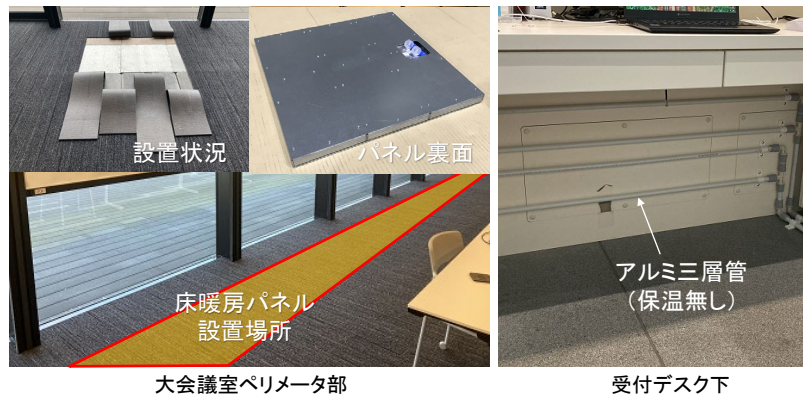 設置状況
パネル裏面
床暖房パネル
設置場所
大会議室ペリメータ部
アルミ三層管
（保温無し）
受付デスク下